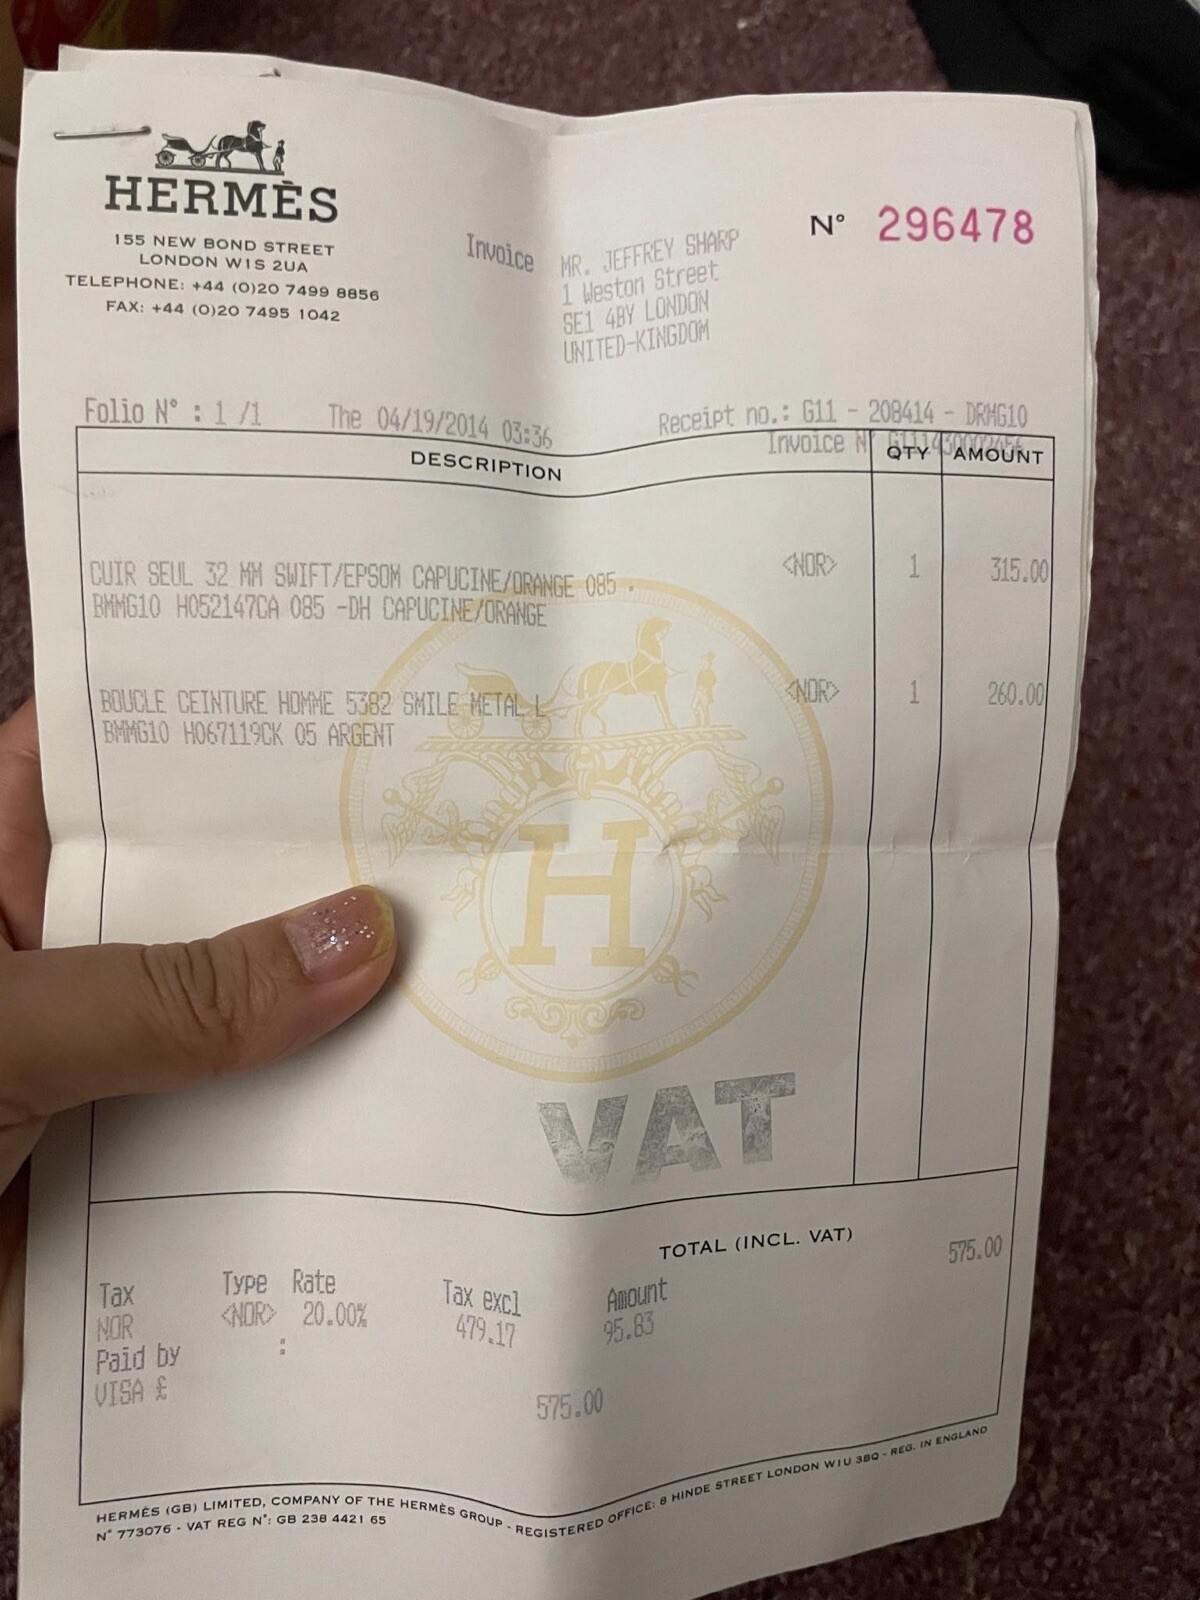 HERMÈS
155 NEW BOND STREET
LONDON W1S 2UA
TELEPHONE: +44 (0)20 7499 8856
FAX: +44 (0)20 7495 1042
Invoice
MR. JEFFREY SHARP
1 Weston Street
SE1 4BY LONDON
UNITED-KINGDOM
N° 296478
Folio N° : 1 /1 The 04/19/2014 03:36 Receipt no.: G11 - 208414 - DRMG10
Invoice N°
DESCRIPTION QTY AMOUNT
CUIR SEUL 32 MM SWIFT/EPSOM CAPUCINE/ORANGE 085 . <NOR> 1 315.00
BMMG10 H052147CA 085 -DH CAPUCINE/ORANGE
BOUCLE CEINTURE HOMME 5382 SMILE METAL L <NOR> 1 260.00
BMMG10 H067119CK 05 ARGENT
H
VAT
TOTAL (INCL. VAT) 575.00
Tax Type Rate Tax excl Amount
NOR <NOR> 20.00% 479.17 95.83
Paid by :
VISA £ 575.00
HERMÈS (GB) LIMITED, COMPANY OF THE HERMÈS GROUP - REGISTERED OFFICE: 8 HINDE STREET LONDON W1U 3BQ - REG. IN ENGLAND
N° 773076 - VAT REG N°: GB 238 4421 65